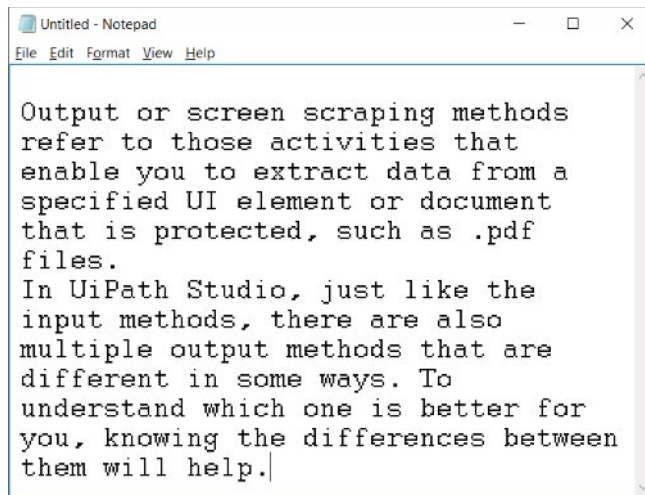 Untitled - Notepad
File Edit Format View Help
Output or screen scraping methods
refer to those activities that
enable you to extract data from a
specified UI element or document
that is protected, such as .pdf
files.
In UiPath Studio, just like the
input methods, there are also
multiple output methods that are
different in some ways. To
understand which one is better for
you, knowing the differences between
them will help.